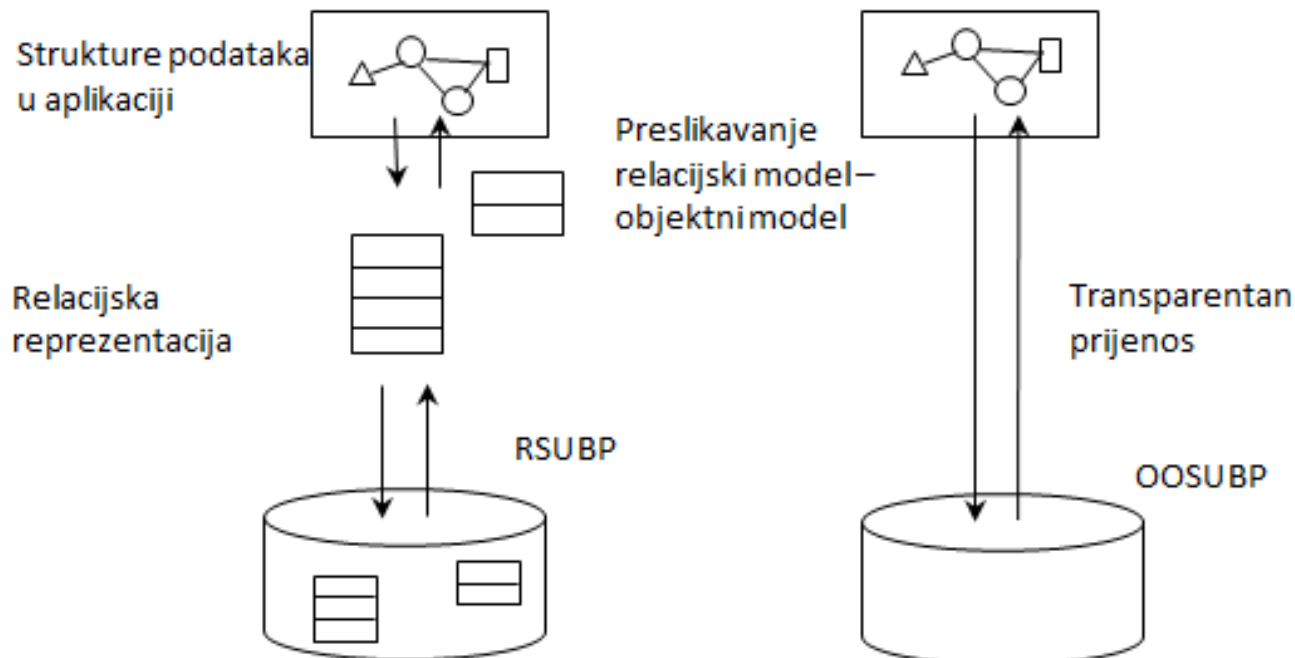 Strukture podataka
u aplikaciji
Preslikavanje
relacijski model–
objektni model
Relacijska
reprezentacija
Transparentan
prijenos
RSUBP
OOSUBP